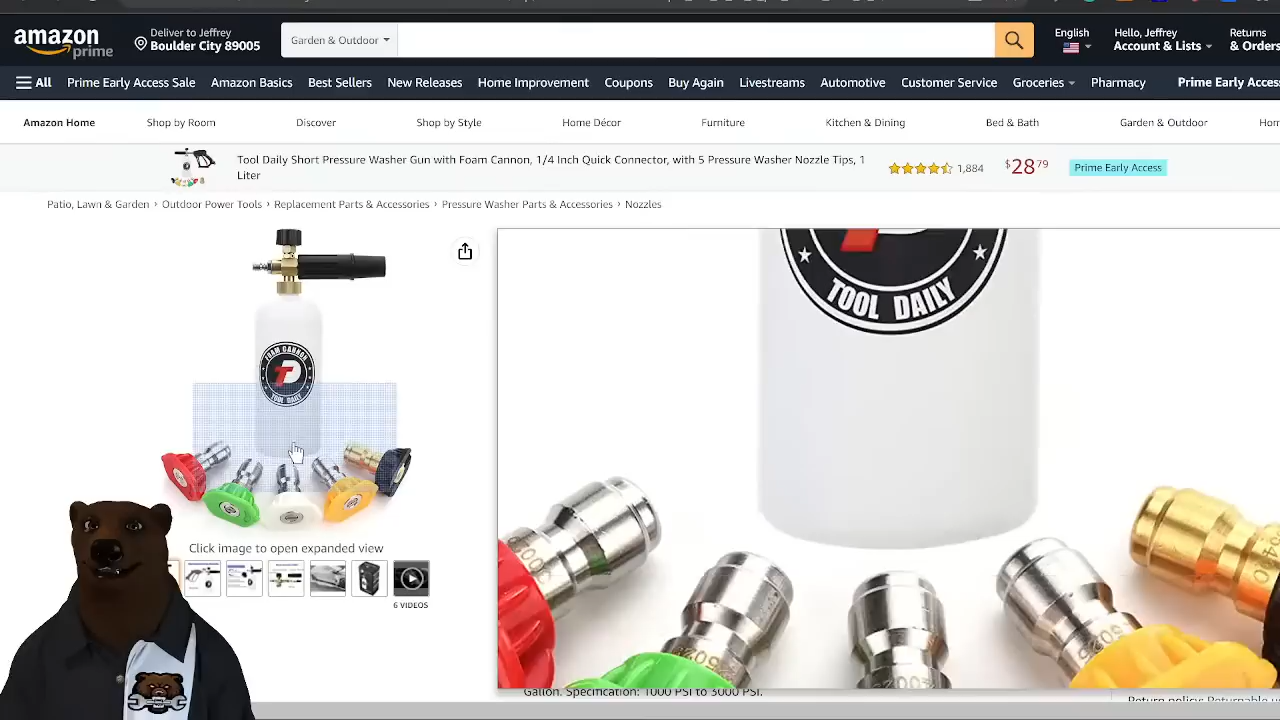 amazon
prime
Deliver to Jeffrey
Boulder City 89005
Garden & Outdoor
English
Hello, Jeffrey
Account & Lists
Returns
& Orders
All
Prime Early Access Sale
Amazon Basics
Best Sellers
New Releases
Home Improvement
Coupons
Buy Again
Livestreams
Automotive
Customer Service
Groceries
Pharmacy
Prime Early Acces
Amazon Home
Shop by Room
Discover
Shop by Style
Home Décor
Furniture
Kitchen & Dining
Bed & Bath
Garden & Outdoor
Hom
Tool Daily Short Pressure Washer Gun with Foam Cannon, 1/4 Inch Quick Connector, with 5 Pressure Washer Nozzle Tips, 1
Liter
1,884
$28 79
Prime Early Access
Patio, Lawn & Garden › Outdoor Power Tools › Replacement Parts & Accessories › Pressure Washer Parts & Accessories › Nozzles
FOAM CANNON
TOOL DAILY
TOOL DAILY
Click image to open expanded view
6 VIDEOS
Gallon. Specification: 1000 PSI to 3000 PSI.